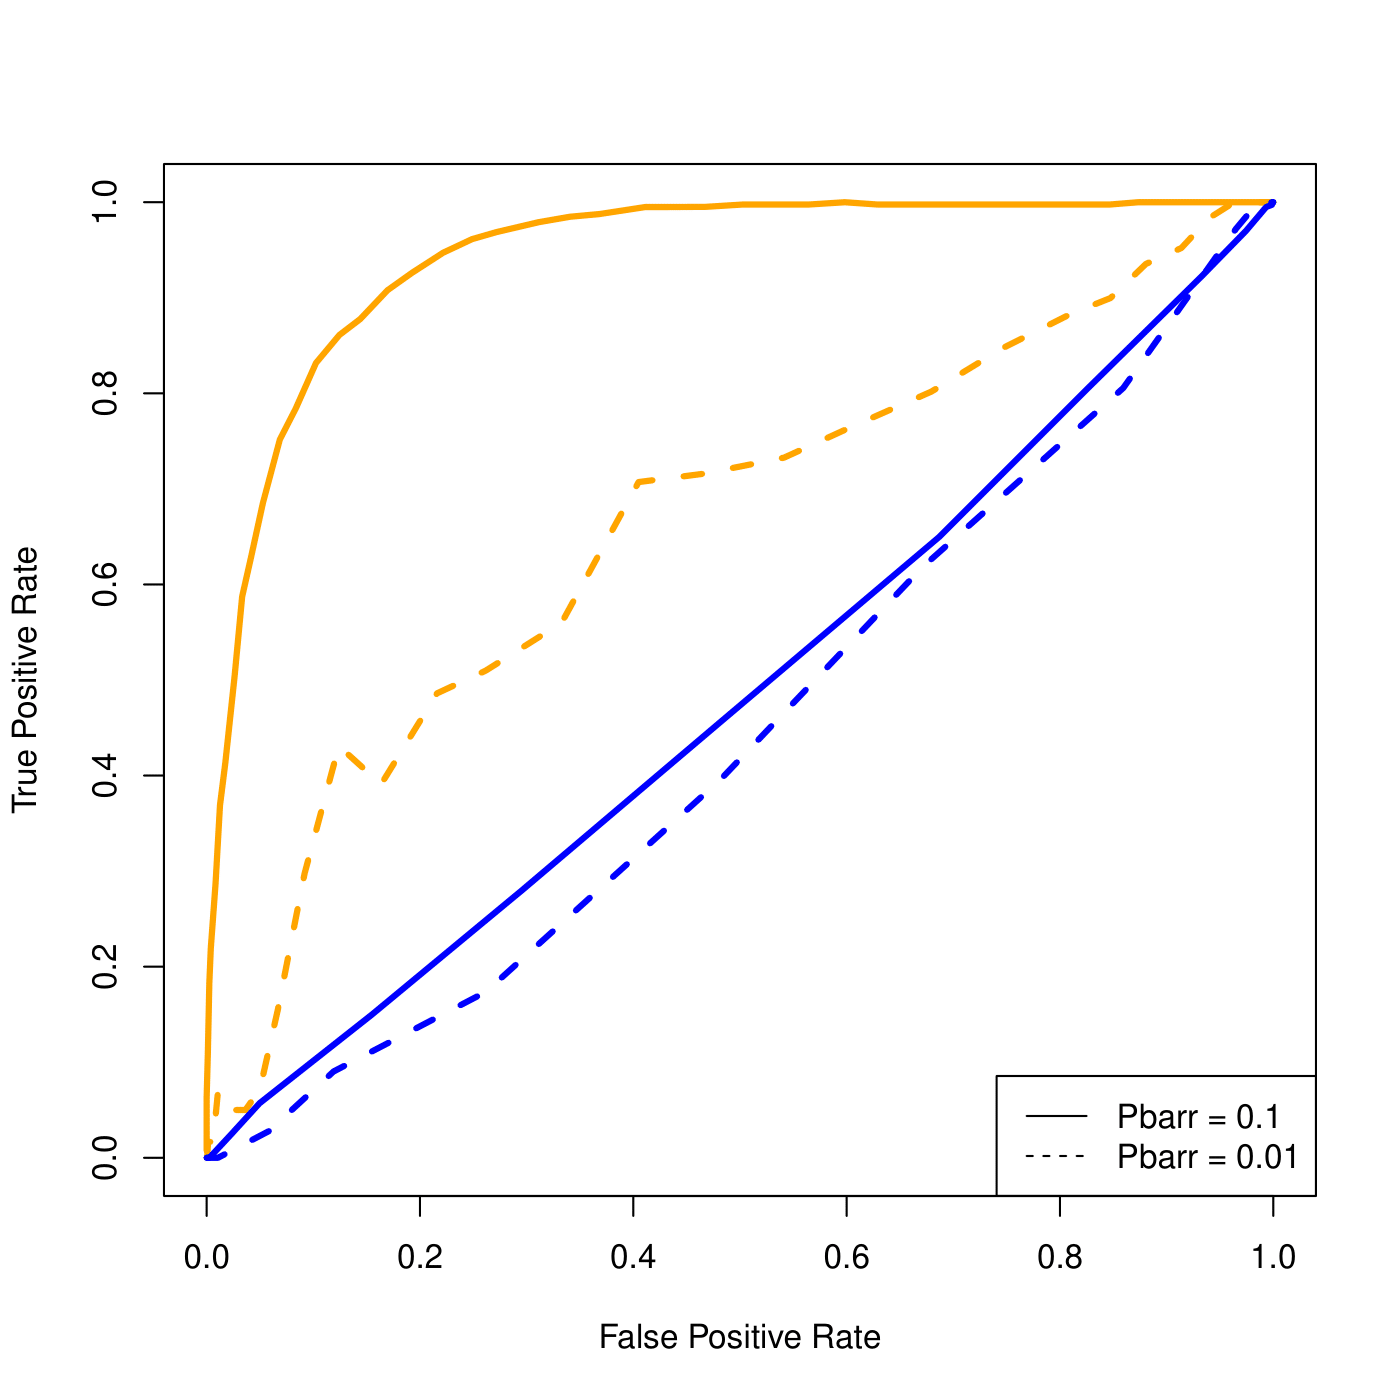 True Positive Rate
1.0
0.8
0.6
0.4
0.2
0.0
Pbarr = 0.1
Pbarr = 0.01
0.0 0.2 0.4 0.6 0.8 1.0
False Positive Rate